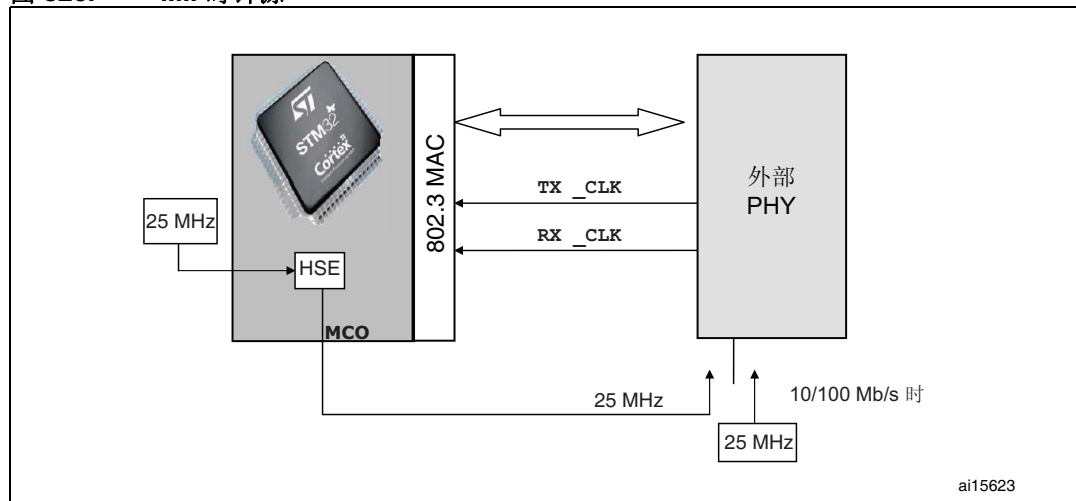 ST
STM32
Cortex
802.3 MAC
外部
PHY
TX _CLK
RX _CLK
25 MHz
HSE
MCO
25 MHz
10/100 Mb/s 时
25 MHz
ai15623